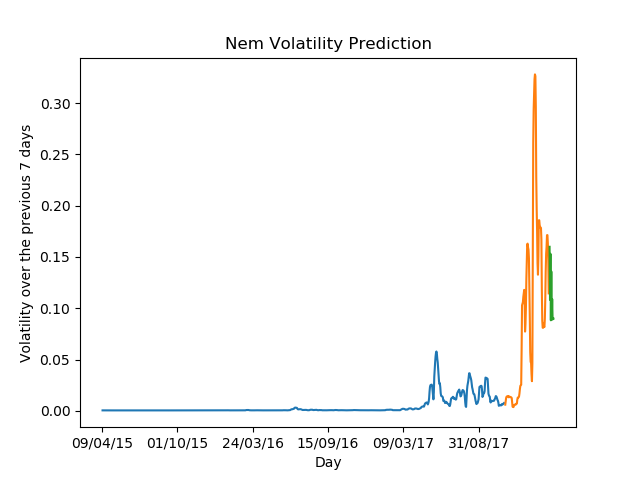 Nem Volatility Prediction
Volatility over the previous 7 days
0.30
0.25
0.20
0.15
0.10
0.05
0.00
09/04/15 01/10/15 24/03/16 15/09/16 09/03/17 31/08/17
Day